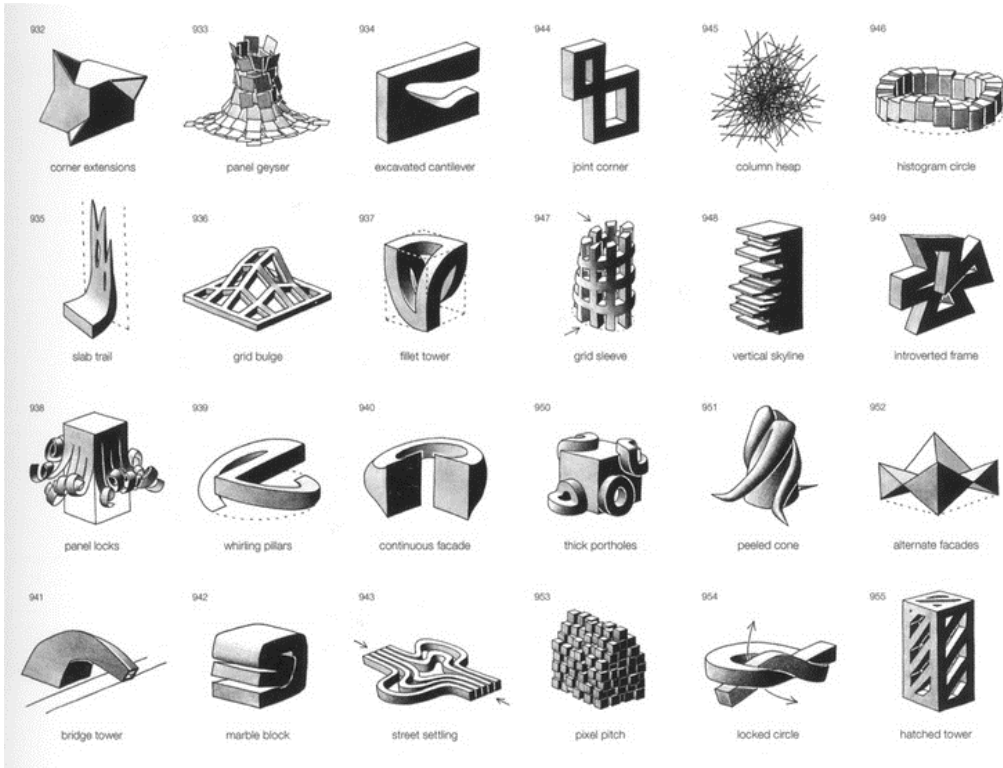 932
corner extensions
933
panel geyser
934
excavated cantilever
944
joint corner
945
column heap
946
histogram circle
935
slab trail
936
grid bulge
937
fillet tower
947
grid sleeve
948
vertical skyline
949
introverted frame
938
panel locks
939
whirling pillars
940
continuous facade
950
thick portholes
951
peeled cone
952
alternate facades
941
bridge tower
942
marble block
943
street settling
953
pixel pitch
954
locked circle
955
hatched tower